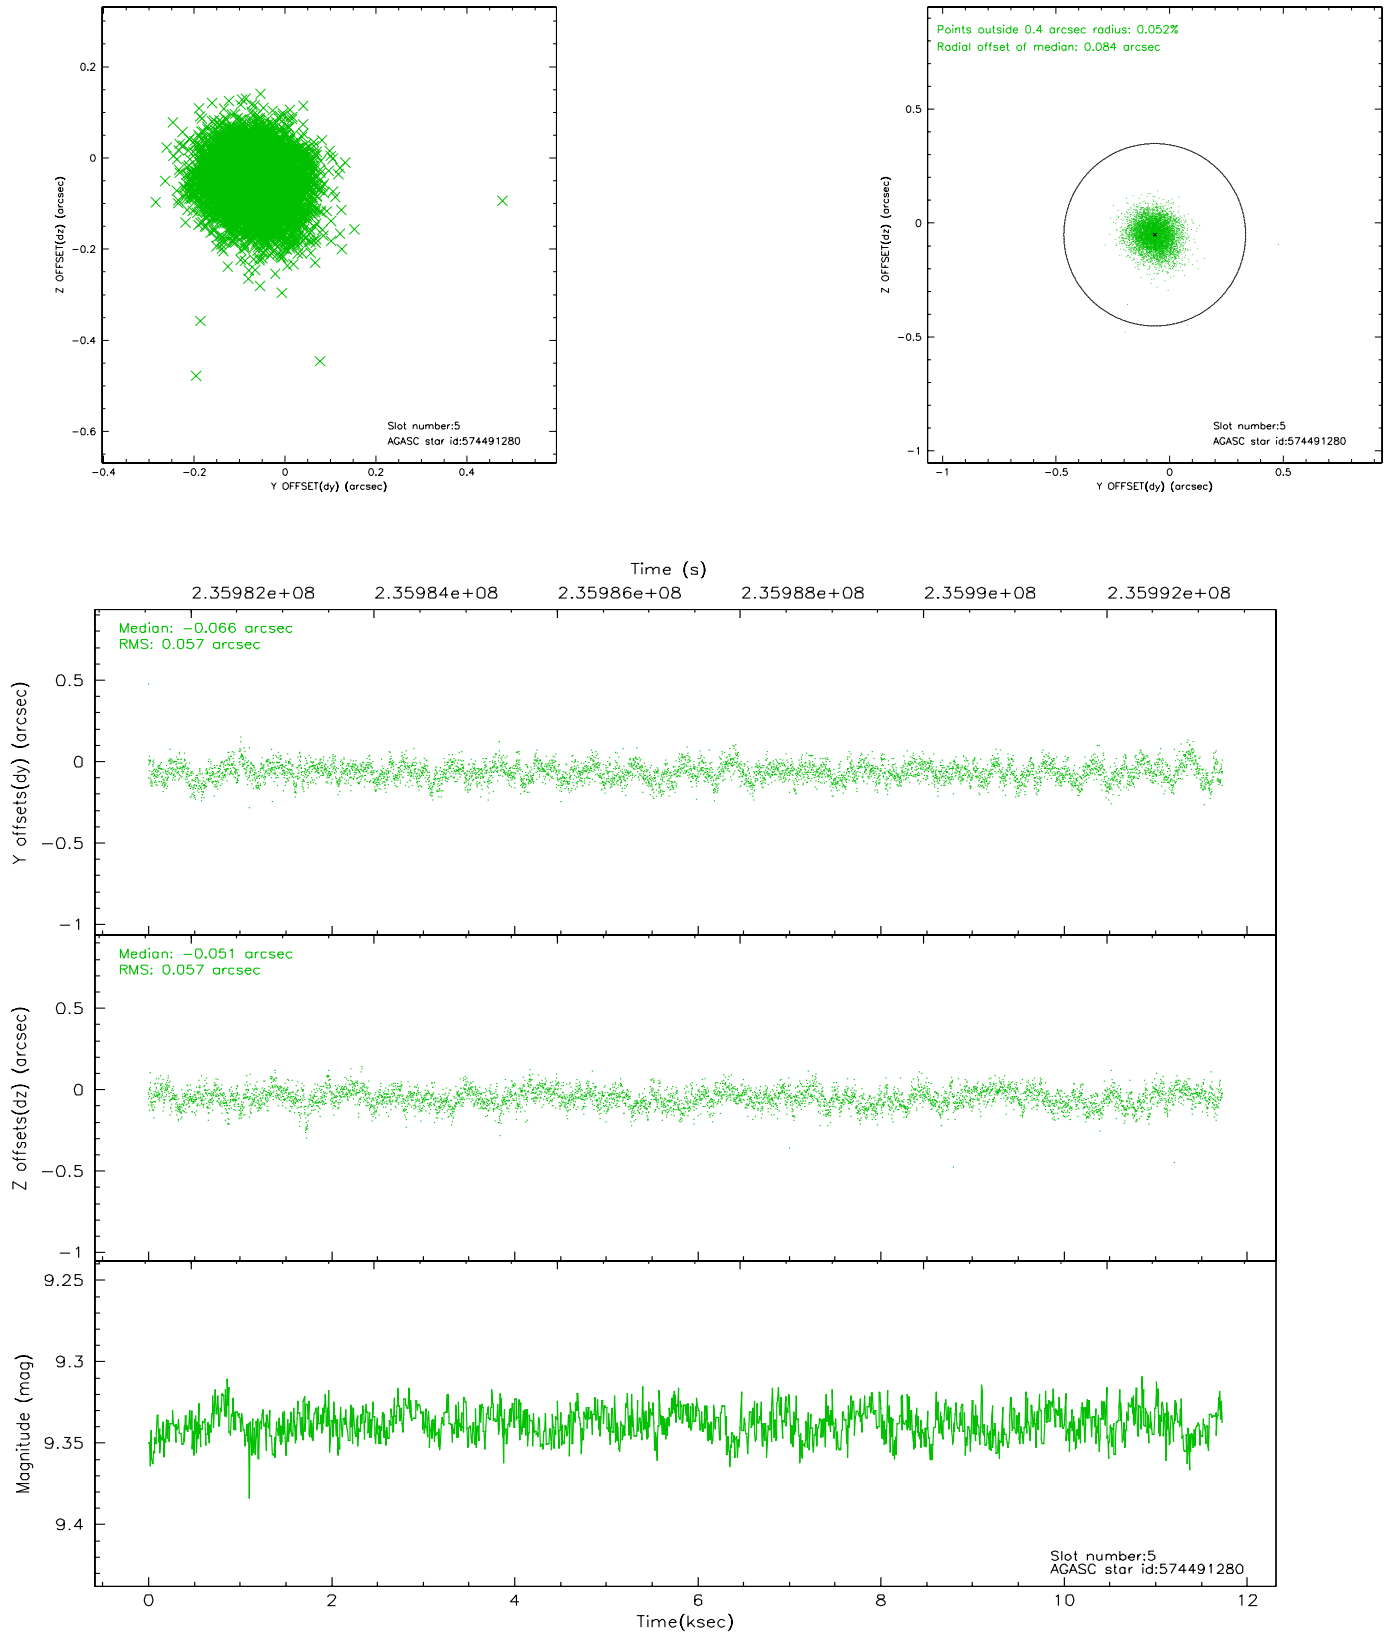 0.2
0
-0.2
-0.4
-0.6
Z OFFSET(dz) (arcsec)
Slot number:5
AGASC star id:574491280
-0.4 -0.2 0 0.2 0.4
Y OFFSET(dy) (arcsec)
Points outside 0.4 arcsec radius: 0.052%
Radial offset of median: 0.084 arcsec
0.5
0
-0.5
-1
Z OFFSET(dz) (arcsec)
Slot number:5
AGASC star id:574491280
-1 -0.5 0 0.5
Y OFFSET(dy) (arcsec)
Time (s)
2.35982e+08 2.35984e+08 2.35986e+08 2.35988e+08 2.3599e+08 2.35992e+08
Median: -0.066 arcsec
RMS: 0.057 arcsec
0.5
0
-0.5
-1
Y offsets(dy) (arcsec)
Median: -0.051 arcsec
RMS: 0.057 arcsec
0.5
0
-0.5
-1
Z offsets(dz) (arcsec)
9.25
9.3
9.35
9.4
Magnitude (mag)
Slot number:5
AGASC star id:574491280
0 2 4 6 8 10 12
Time(ksec)